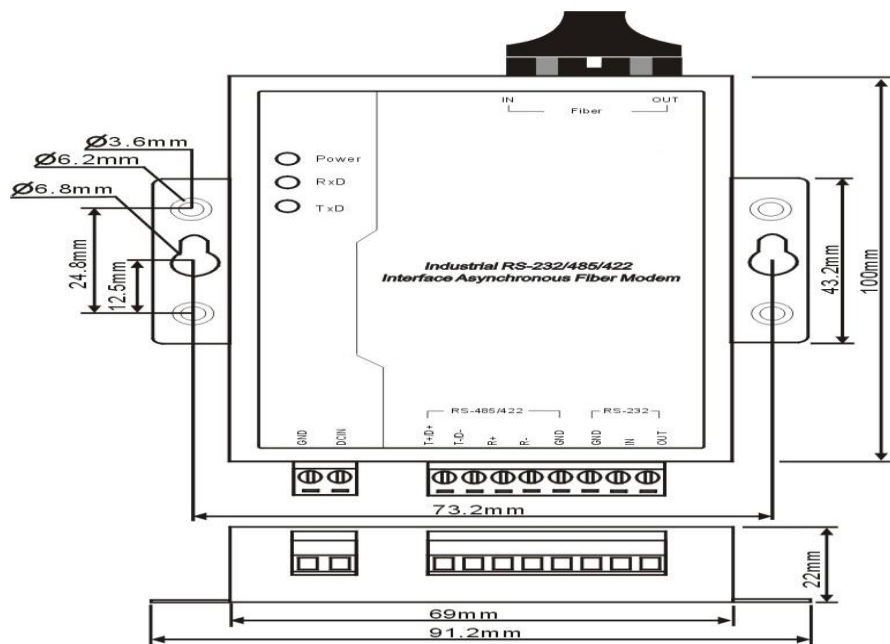 IN OUT
Fiber
Ø3.6mm
Ø6.2mm
Ø6.8mm
Power
RxD
TxD
24.8mm
12.5mm
Industrial RS-232/485/422
Interface Asynchronous Fiber Modem
43.2mm
100mm
RS-485/422 RS-232
GND DCIN T+/D+ T-/D- R+ R- GND GND IN OUT
73.2mm
22mm
69mm
91.2mm